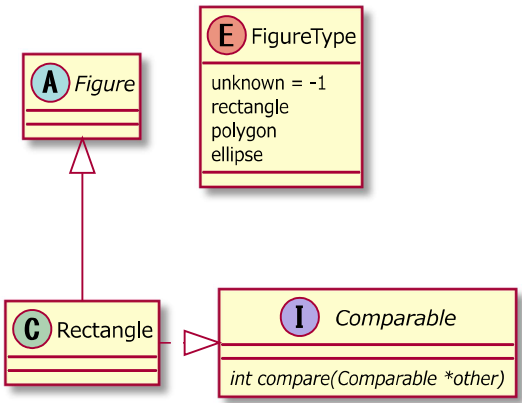 A Figure
E FigureType
unknown = -1
rectangle
polygon
ellipse
C Rectangle
I Comparable
int compare(Comparable *other)